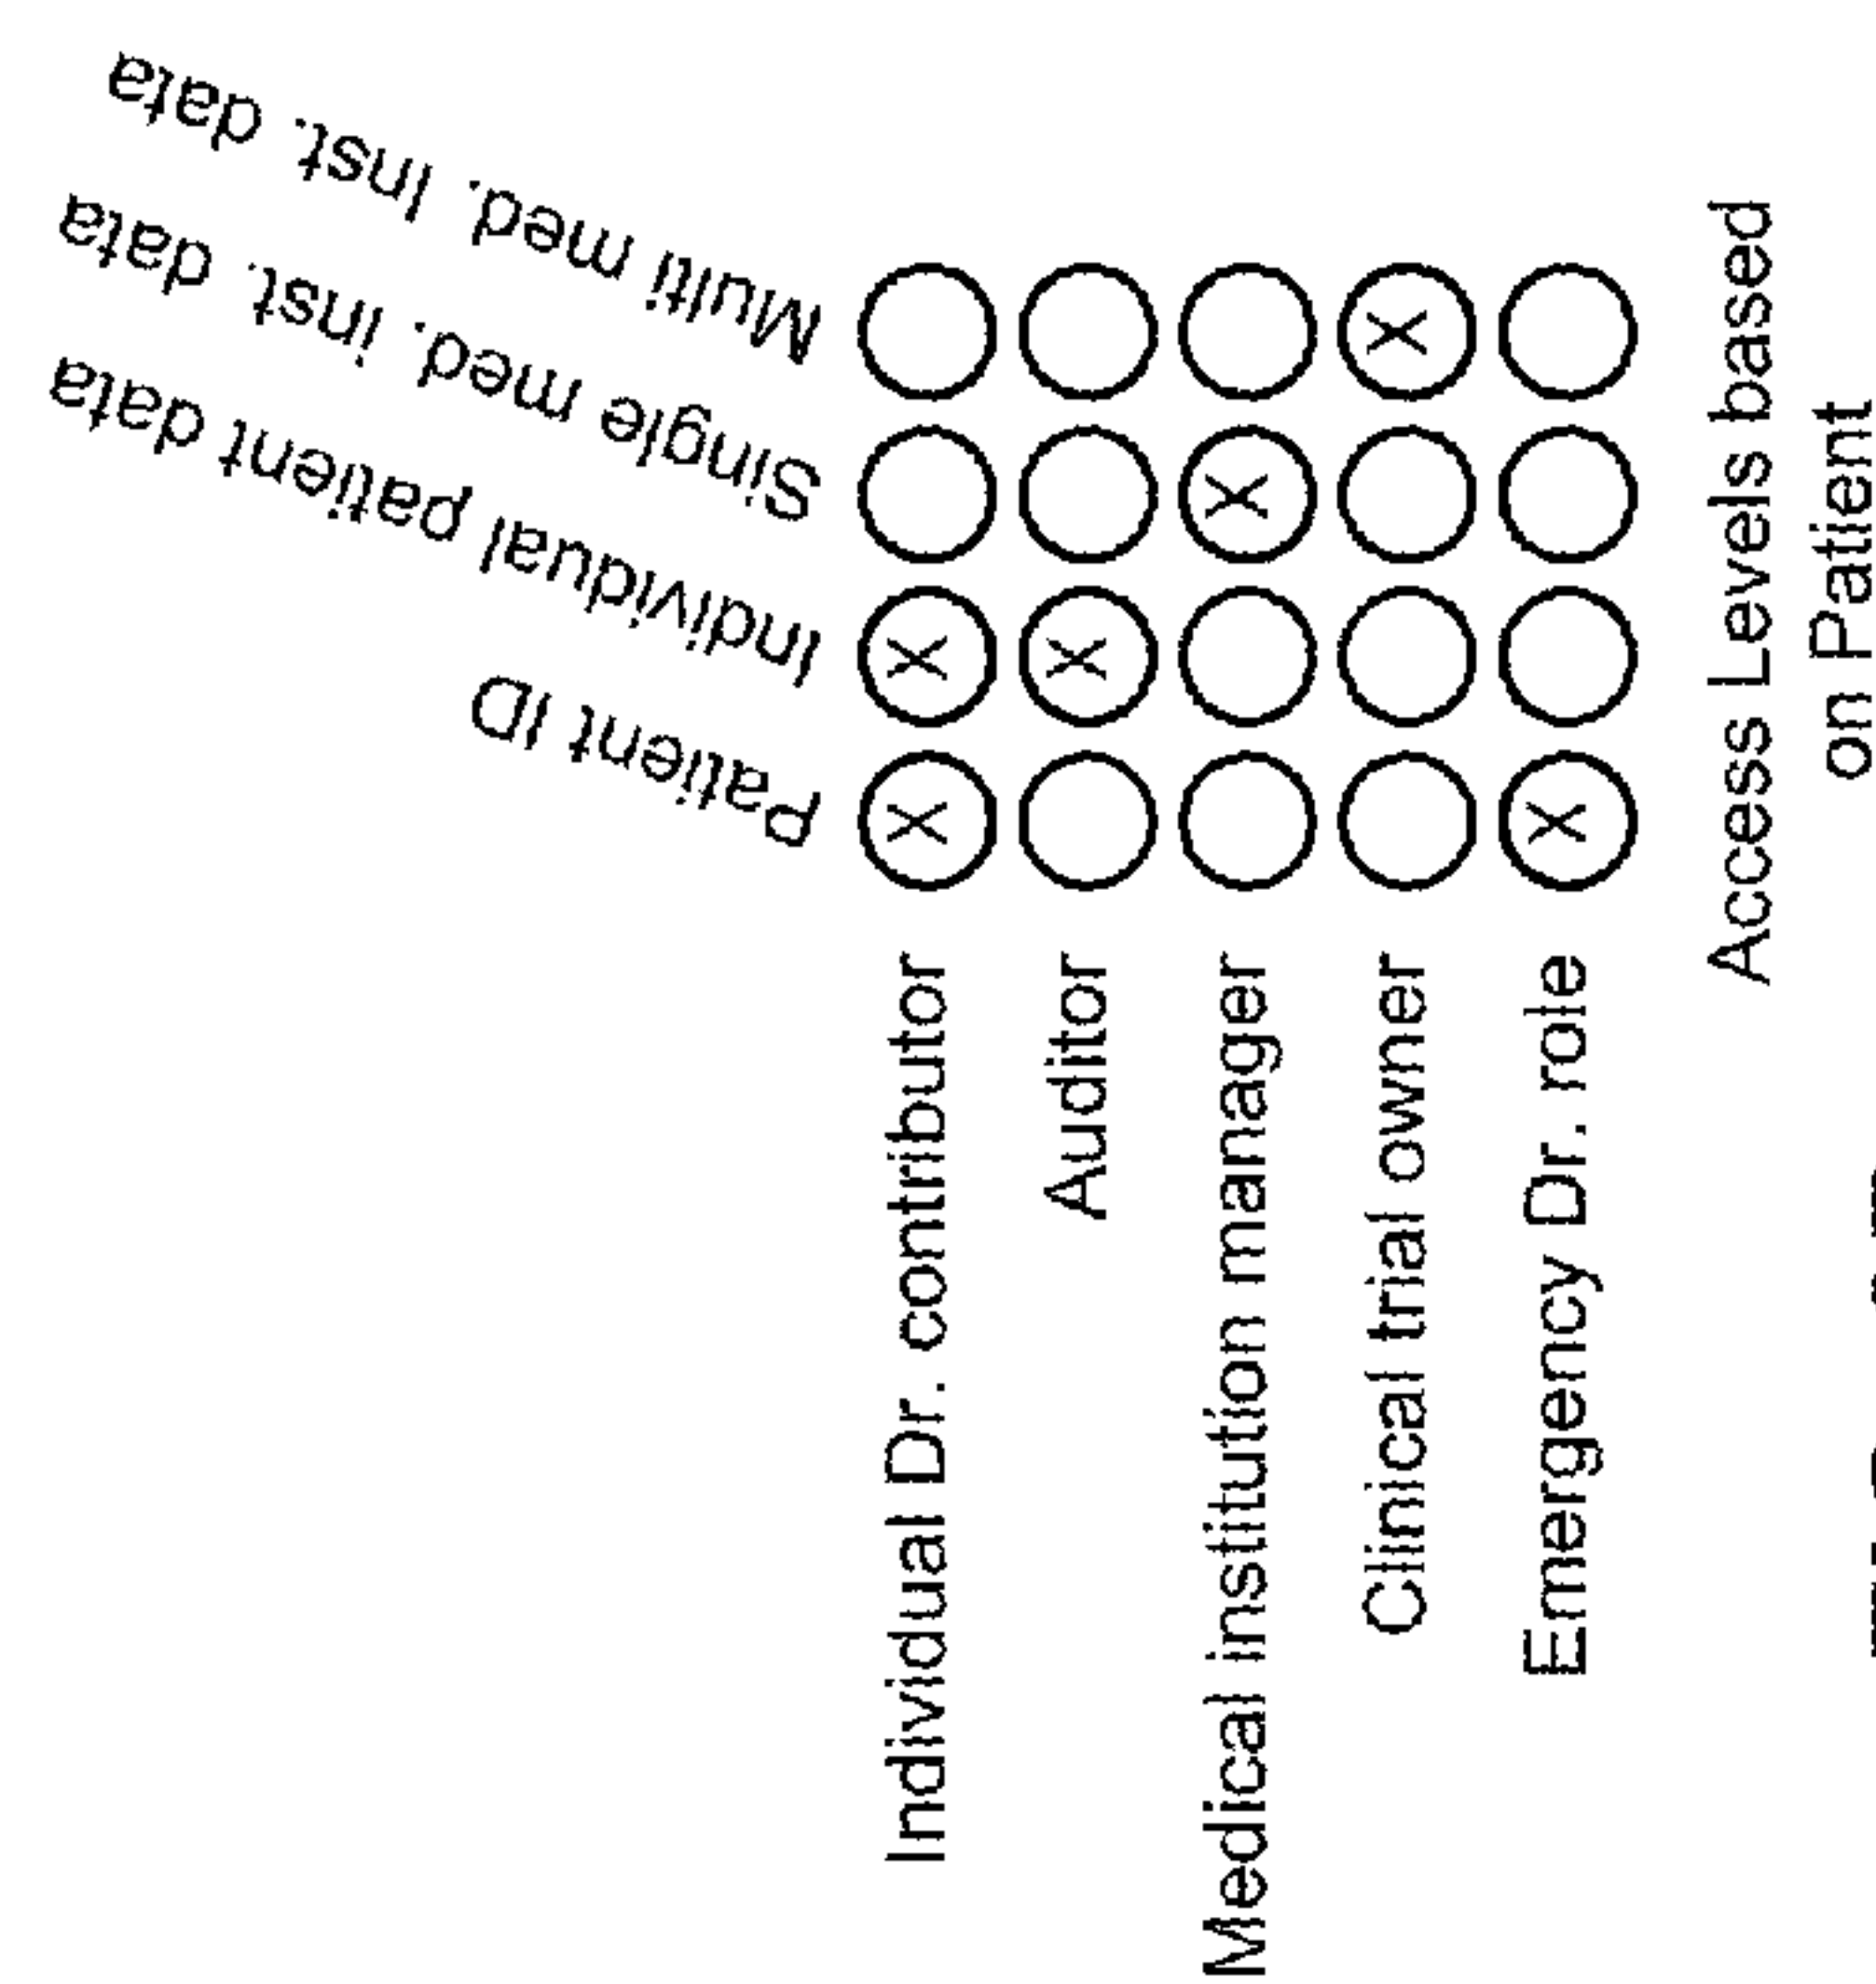 Patient ID
Individual patient data
Single med. inst. data
Multi med. Inst. data
Individual Dr. contributor X X
Auditor X
Medical institution manager X
Clinical trial owner X
Emergency Dr. role X
Access Levels based
on Patient